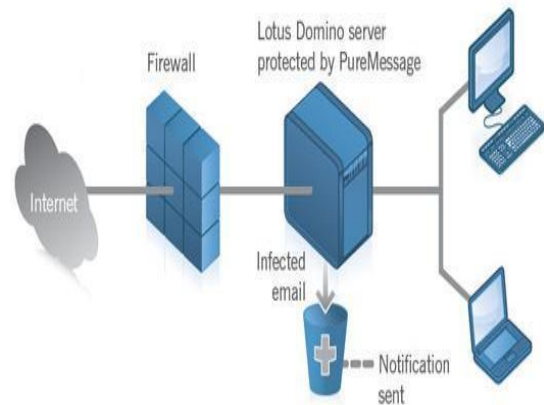 Lotus Domino server
protected by PureMessage
Firewall
Internet
Infected
email
Notification
sent